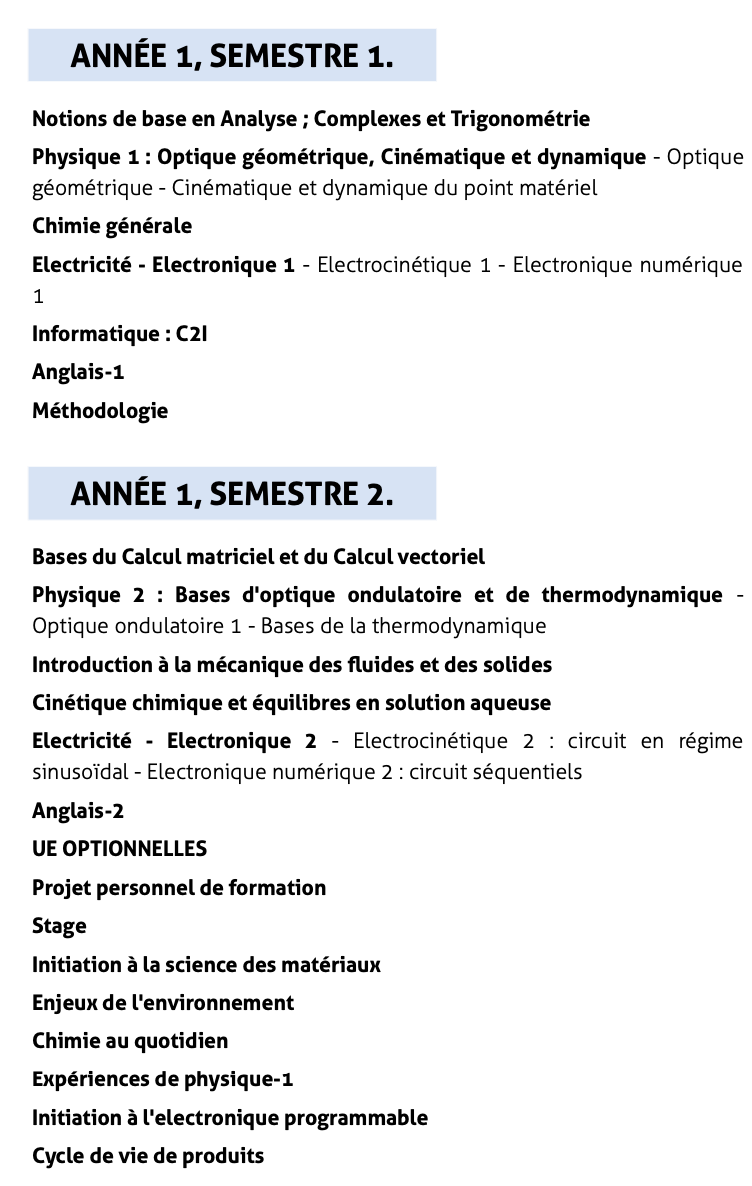 ANNÉE 1, SEMESTRE 1.
Notions de base en Analyse ; Complexes et Trigonométrie
Physique 1 : Optique géométrique, Cinématique et dynamique - Optique
géométrique - Cinématique et dynamique du point matériel
Chimie générale
Electricité - Electronique 1 - Electrocinétique 1 - Electronique numérique
1
Informatique : C2I
Anglais-1
Méthodologie
ANNÉE 1, SEMESTRE 2.
Bases du Calcul matriciel et du Calcul vectoriel
Physique 2 : Bases d'optique ondulatoire et de thermodynamique -
Optique ondulatoire 1 - Bases de la thermodynamique
Introduction à la mécanique des fluides et des solides
Cinétique chimique et équilibres en solution aqueuse
Electricité - Electronique 2 - Electrocinétique 2 : circuit en régime
sinusoïdal - Electronique numérique 2 : circuit séquentiels
Anglais-2
UE OPTIONNELLES
Projet personnel de formation
Stage
Initiation à la science des matériaux
Enjeux de l'environnement
Chimie au quotidien
Expériences de physique-1
Initiation à l'electronique programmable
Cycle de vie de produits